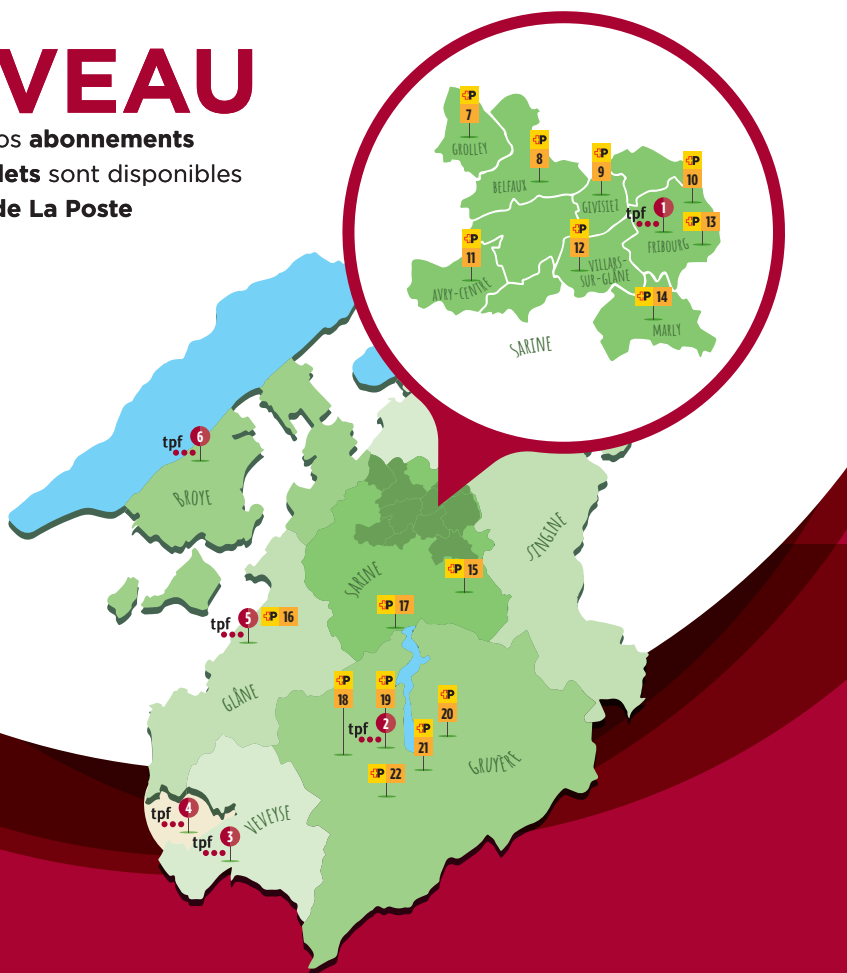 VEAU
os abonnements
lets sont disponibles
de La Poste
P
7
GROLLEY
P
8
BELFAUX
P
9
GIVISIEZ
P
10
tpf 1
P 13
FRIBOURG
P
11
AVRY-CENTRE
P
12
VILLARS-
SUR-GLÂNE
P 14
MARLY
SARINE
tpf 6
BROYE
SINGINE
SARINE
P 15
P 17
tpf 5 P 16
GLÂNE
P
18
P
19
tpf 2
P
20
P
21
P 22
GRUYÈRE
tpf 4
VEVEYSE
tpf 3